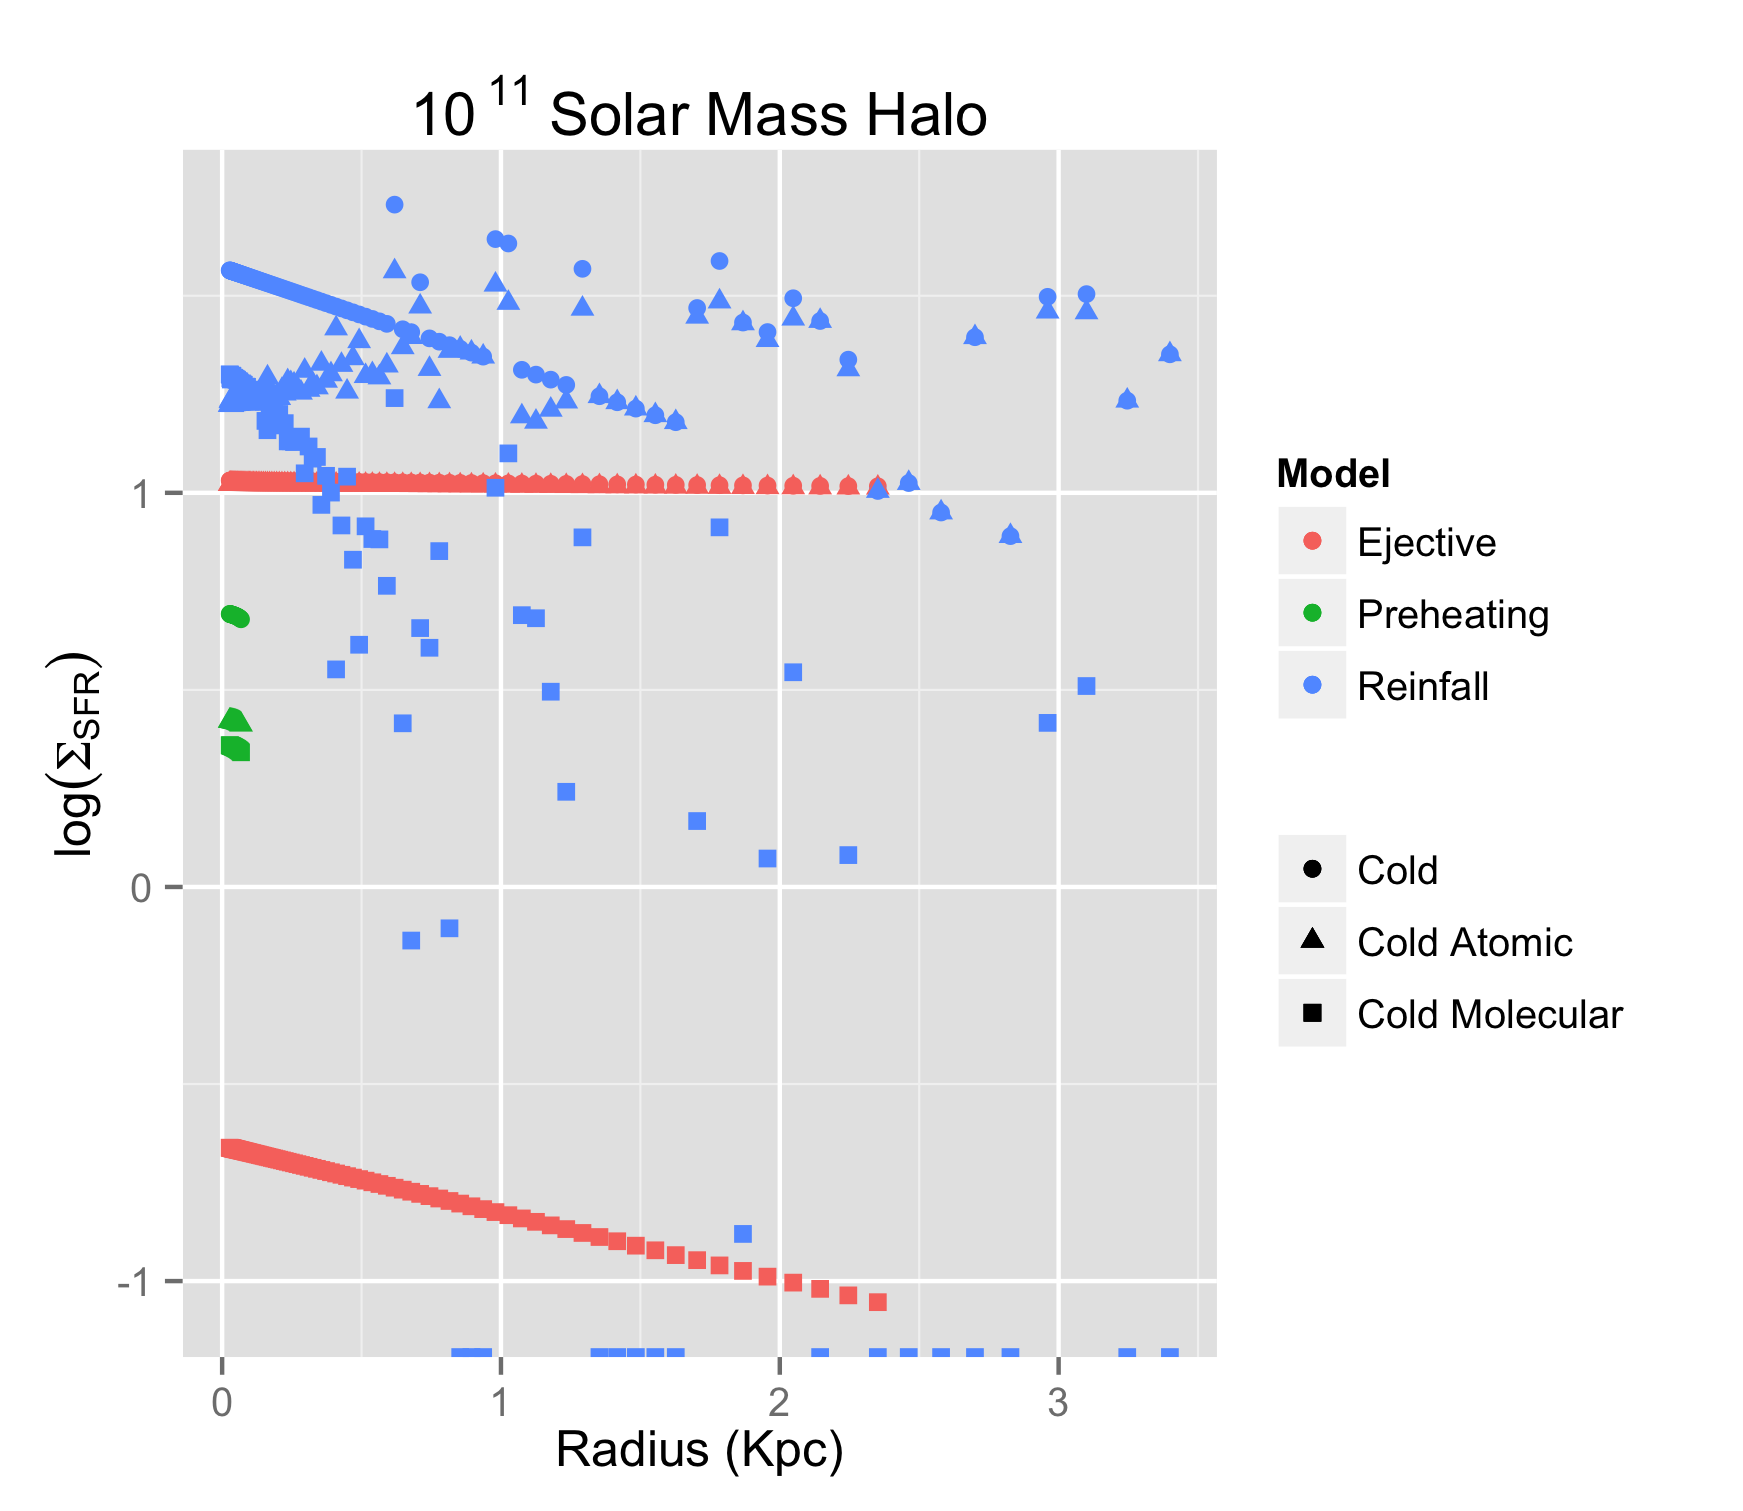 10 11 Solar Mass Halo
log(ΣSFR)
1
0
-1
0 1 2 3
Radius (Kpc)
Model
Ejective
Preheating
Reinfall
Cold
Cold Atomic
Cold Molecular